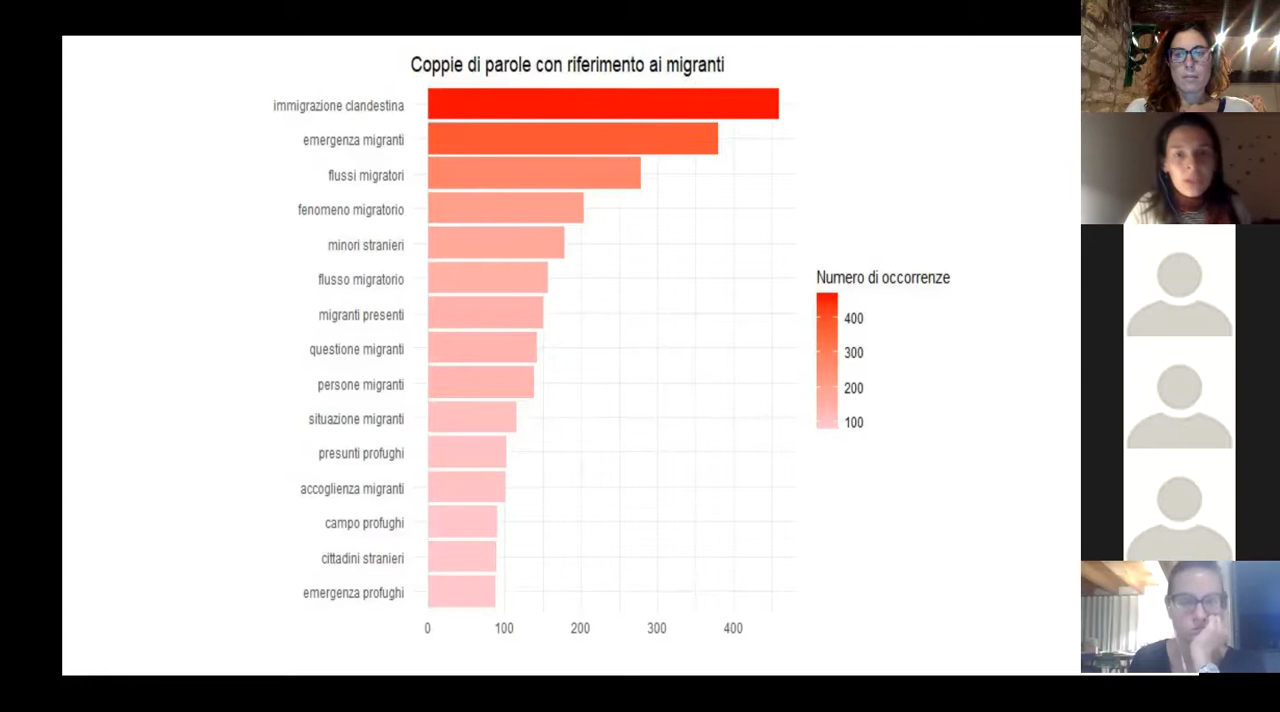 Coppie di parole con riferimento ai migranti
immigrazione clandestina
emergenza migranti
flussi migratori
fenomeno migratorio
minori stranieri
flusso migratorio
migranti presenti
questione migranti
persone migranti
situazione migranti
presunti profughi
accoglienza migranti
campo profughi
cittadini stranieri
emergenza profughi
0 100 200 300 400
Numero di occorrenze
400
300
200
100